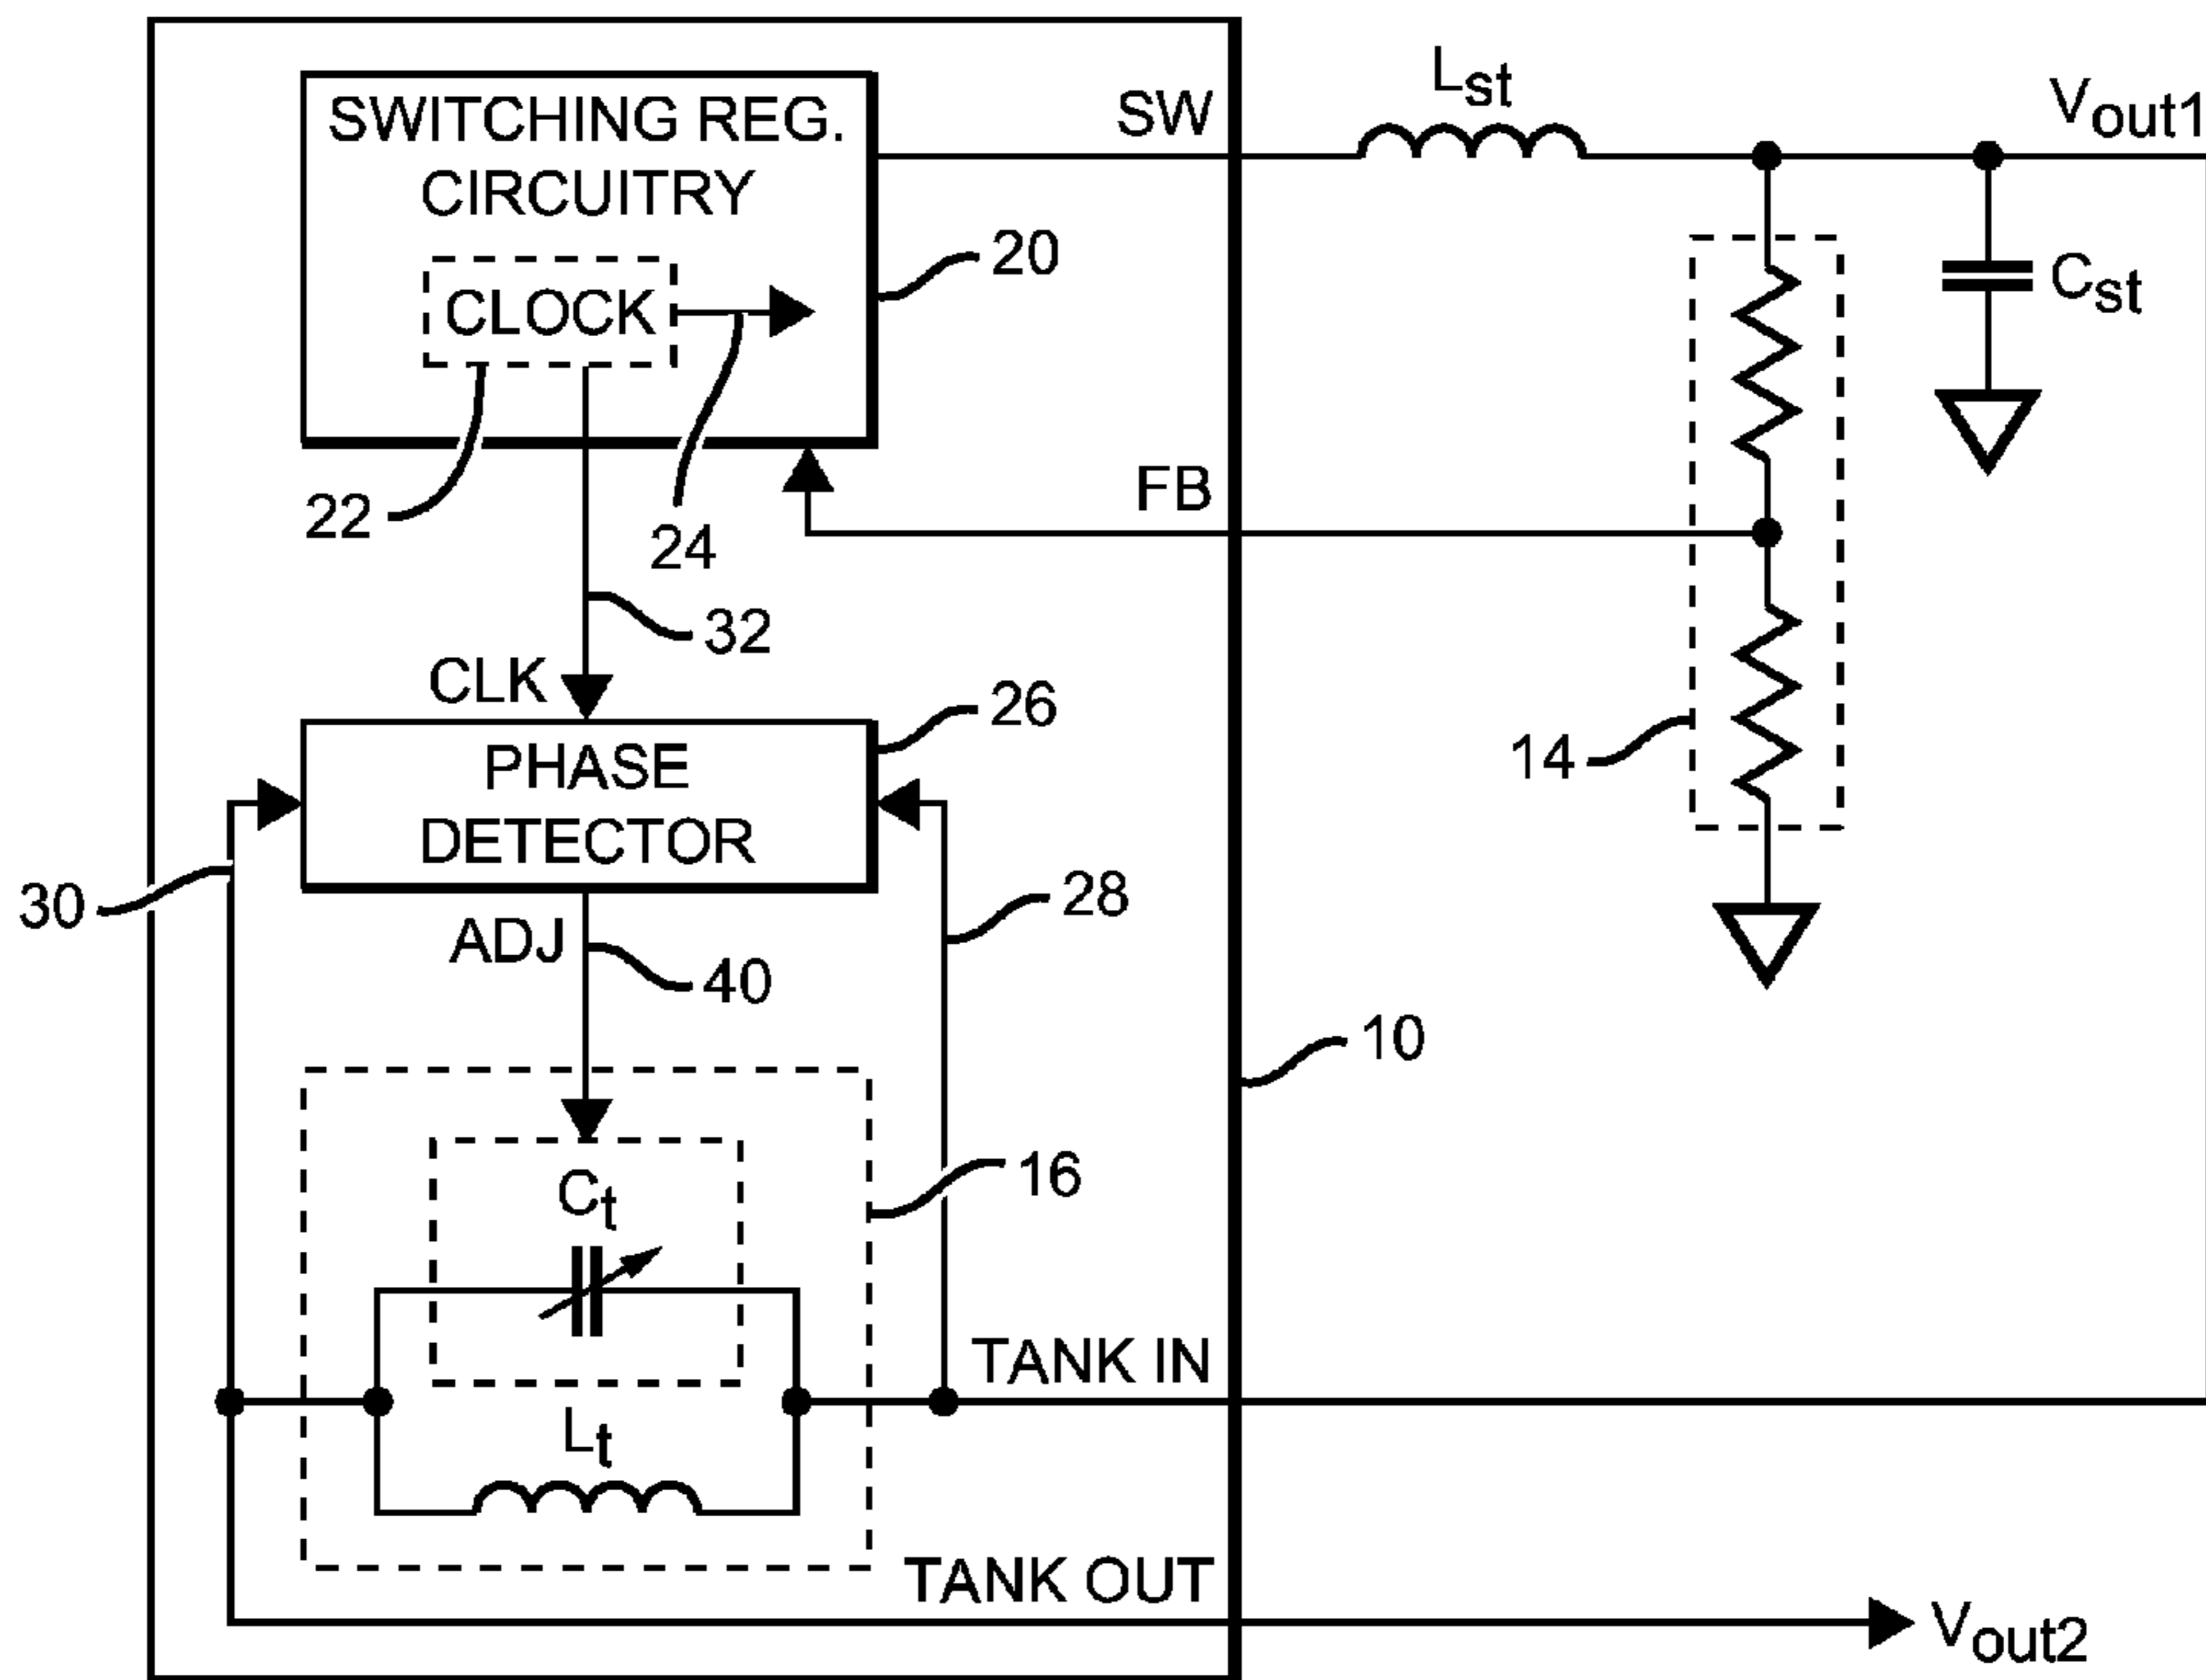 SWITCHING REG.
CIRCUITRY
CLOCK
SW
Lst
Vout1
20
Cst
22
24
FB
32
CLK
26
PHASE
DETECTOR
14
30
28
ADJ
40
10
16
Ct
TANK IN
Lt
TANK OUT
Vout2